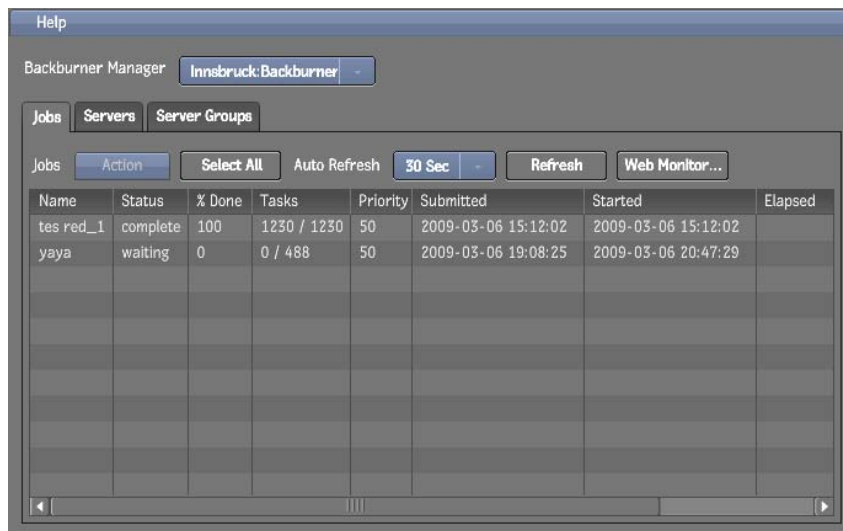 Help
Backburner Manager Innsbruck:Backburner
Jobs Servers Server Groups
Jobs Action Select All Auto Refresh 30 Sec Refresh Web Monitor...
Name Status % Done Tasks Priority Submitted Started Elapsed
tes red_1 complete 100 1230 / 1230 50 2009-03-06 15:12:02 2009-03-06 15:12:02
yaya waiting 0 0 / 488 50 2009-03-06 19:08:25 2009-03-06 20:47:29